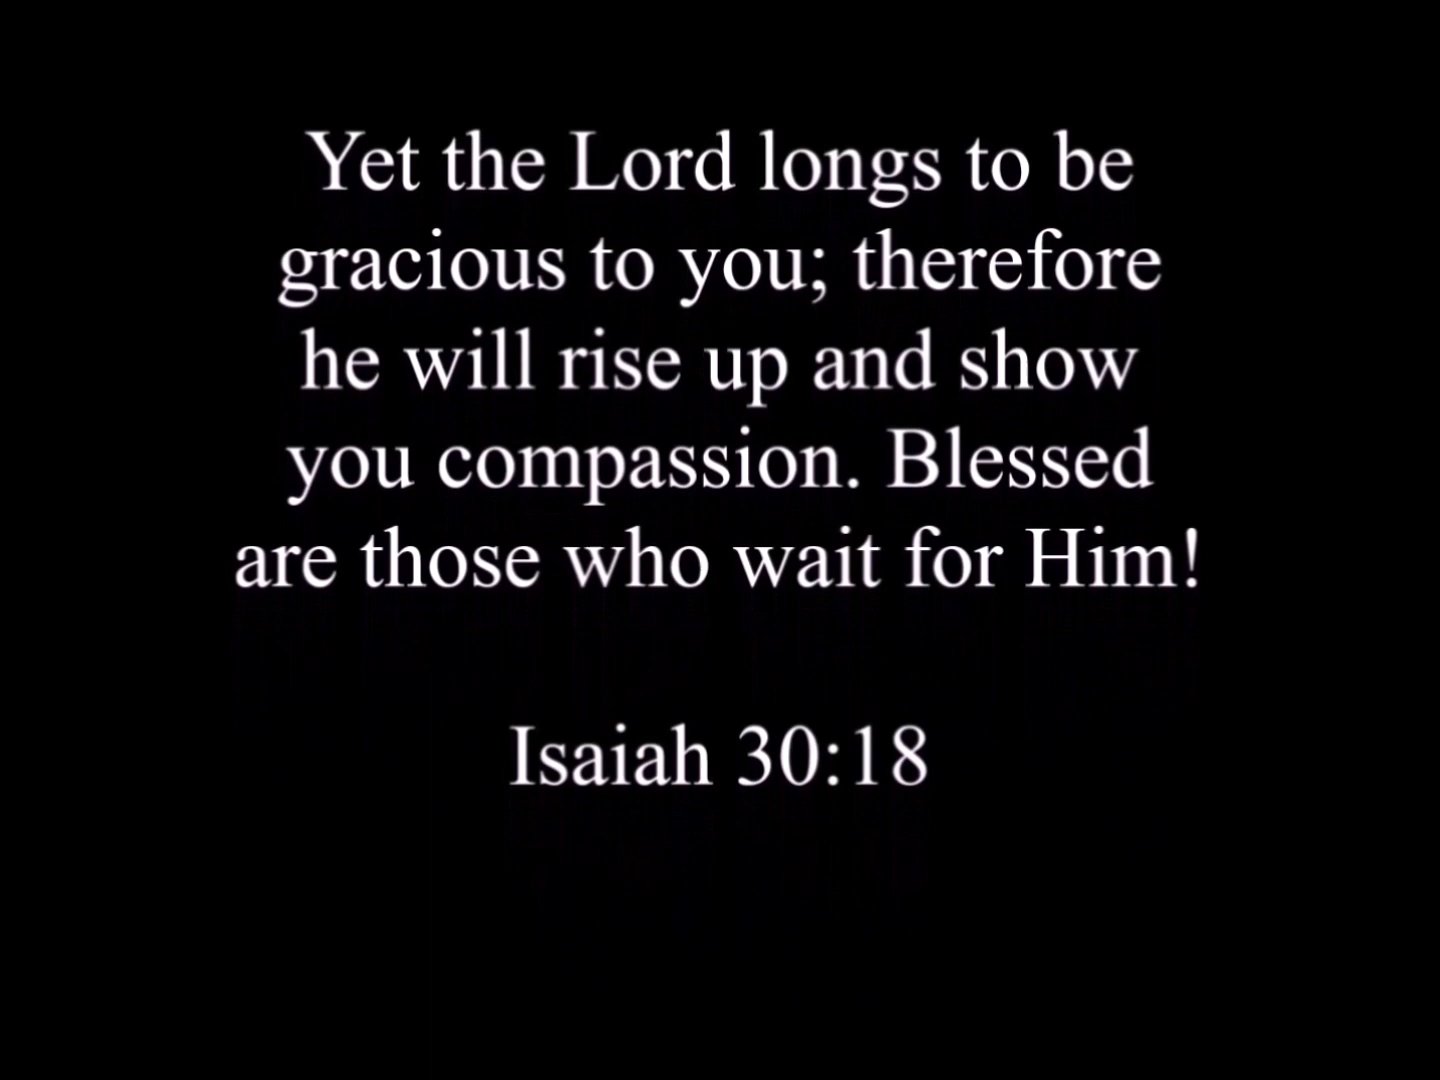 Yet the Lord longs to be
gracious to you; therefore
he will rise up and show
you compassion. Blessed
are those who wait for Him!
Isaiah 30:18